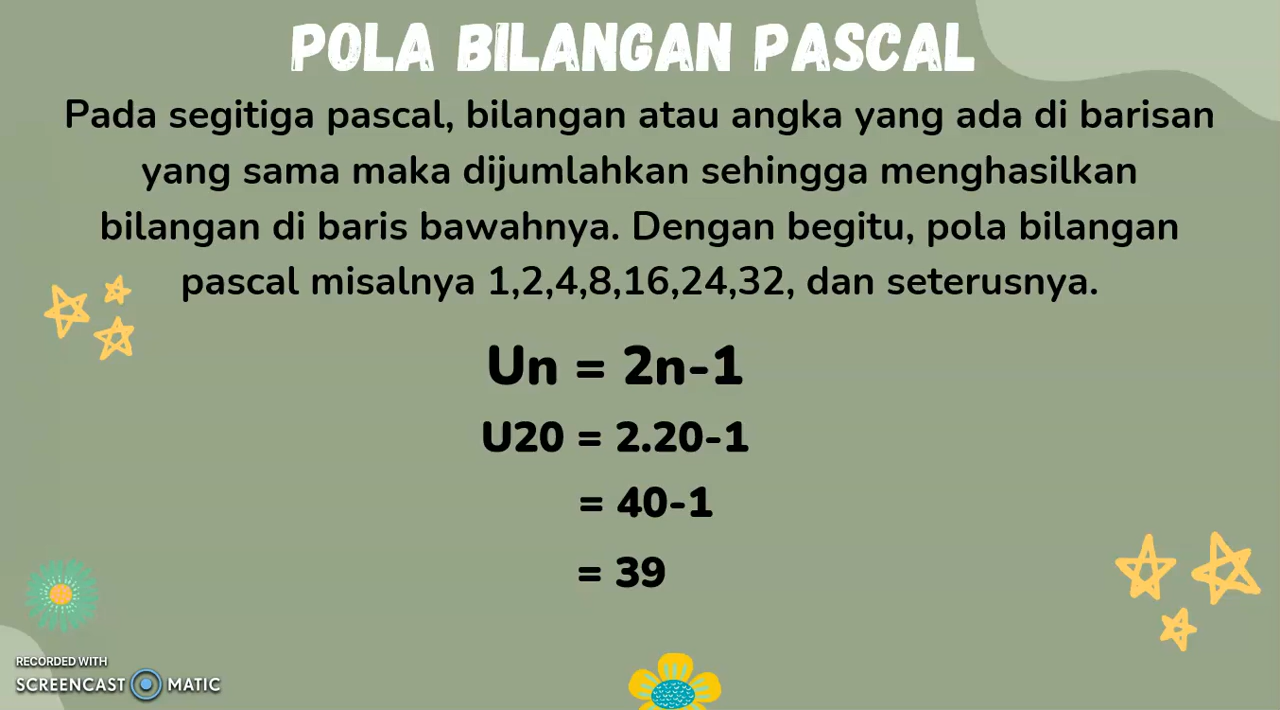 POLA BILANGAN PASCAL
Pada segitiga pascal, bilangan atau angka yang ada di barisan
yang sama maka dijumlahkan sehingga menghasilkan
bilangan di baris bawahnya. Dengan begitu, pola bilangan
pascal misalnya 1,2,4,8,16,24,32, dan seterusnya.
Un = 2n-1
U20 = 2.20-1
= 40-1
= 39
RECORDED WITH
SCREENCAST MATIC